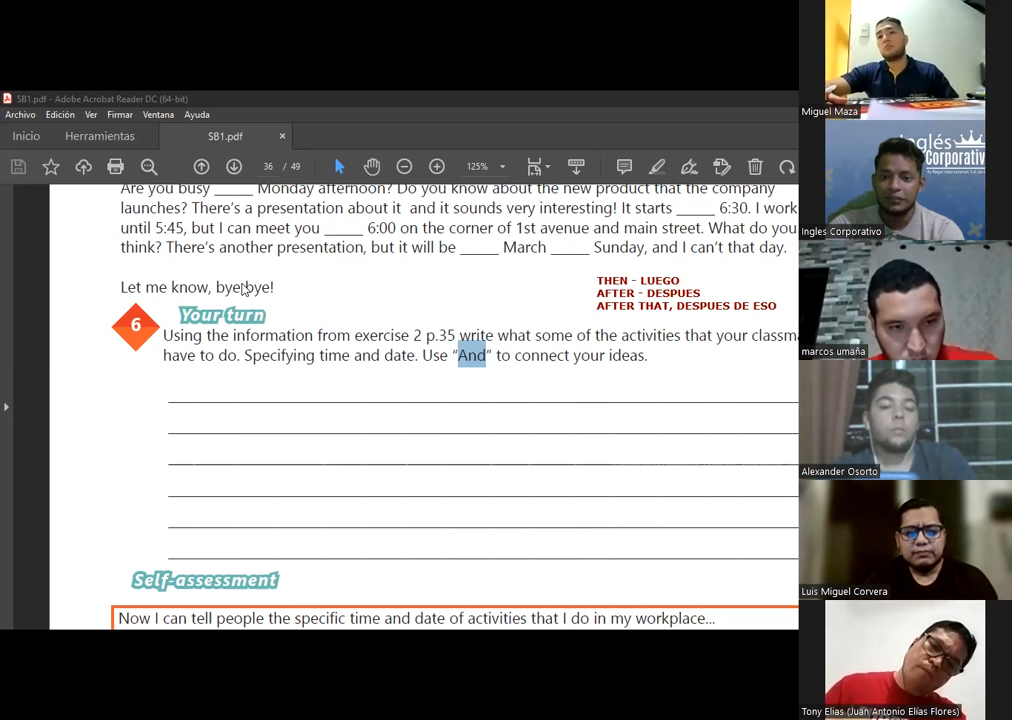 SB1.pdf - Adobe Acrobat Reader DC (64-bit)
Archivo Edición Ver Firmar Ventana Ayuda
Inicio Herramientas SB1.pdf
36 / 49 125%
Are you busy _____ Monday afternoon? Do you know about the new product that the company
launches? There's a presentation about it and it sounds very interesting! It starts _____ 6:30. I work
until 5:45, but I can meet you _____ 6:00 on the corner of 1st avenue and main street. What do you
think? There's another presentation, but it will be _____ March _____ Sunday, and I can't that day.
Let me know, bye bye!
THEN - LUEGO
AFTER - DESPUES
AFTER THAT, DESPUES DE ESO
6 Your turn
Using the information from exercise 2 p.35 write what some of the activities that your classma
have to do. Specifying time and date. Use "And" to connect your ideas.
Self-assessment
Now I can tell people the specific time and date of activities that I do in my workplace...
Miguel Maza
Inglés
Corporativo
Ingles Corporativo
marcos umaña
Alexander Osorto
Luis Miguel Corvera
Tony Elias (Juan Antonio Elías Flores)